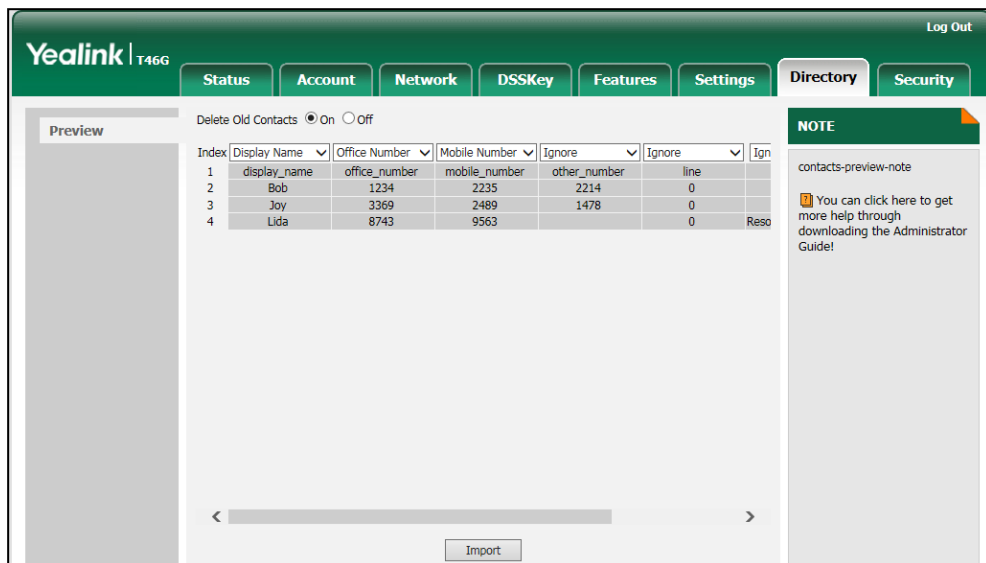 Log Out
Yealink T46G
Status Account Network DSSKey Features Settings Directory Security
Preview
Delete Old Contacts On Off
Index Display Name Office Number Mobile Number Ignore Ignore Ign
1 display_name office_number mobile_number other_number line
2 Bob 1234 2235 2214 0
3 Joy 3369 2489 1478 0
4 Lida 8743 9563 0 Reso
Import
NOTE
contacts-preview-note
You can click here to get
more help through
downloading the Administrator
Guide!